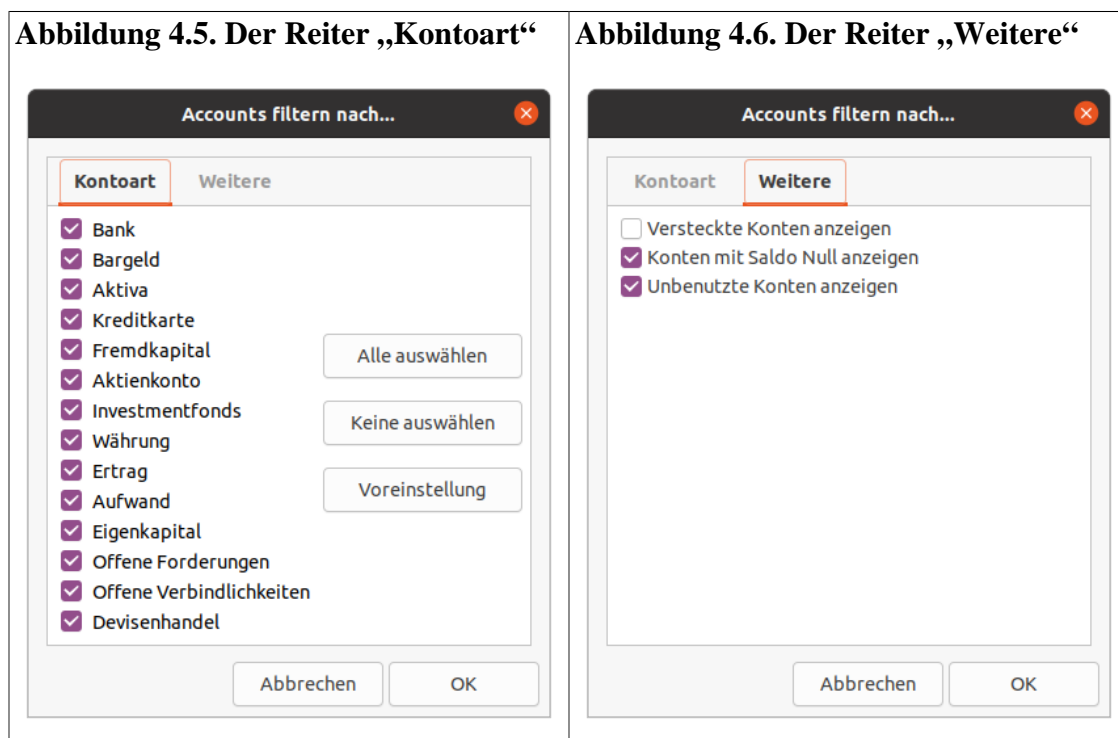 Abbildung 4.5. Der Reiter „Kontoart“
Accounts filtern nach...
Kontoart
Weitere
Bank
Bargeld
Aktiva
Kreditkarte
Fremdkapital
Aktienkonto
Investmentfonds
Währung
Ertrag
Aufwand
Eigenkapital
Offene Forderungen
Offene Verbindlichkeiten
Devisenhandel
Alle auswählen
Keine auswählen
Voreinstellung
Abbrechen
OK
Abbildung 4.6. Der Reiter „Weitere“
Accounts filtern nach...
Kontoart
Weitere
Versteckte Konten anzeigen
Konten mit Saldo Null anzeigen
Unbenutzte Konten anzeigen
Abbrechen
OK